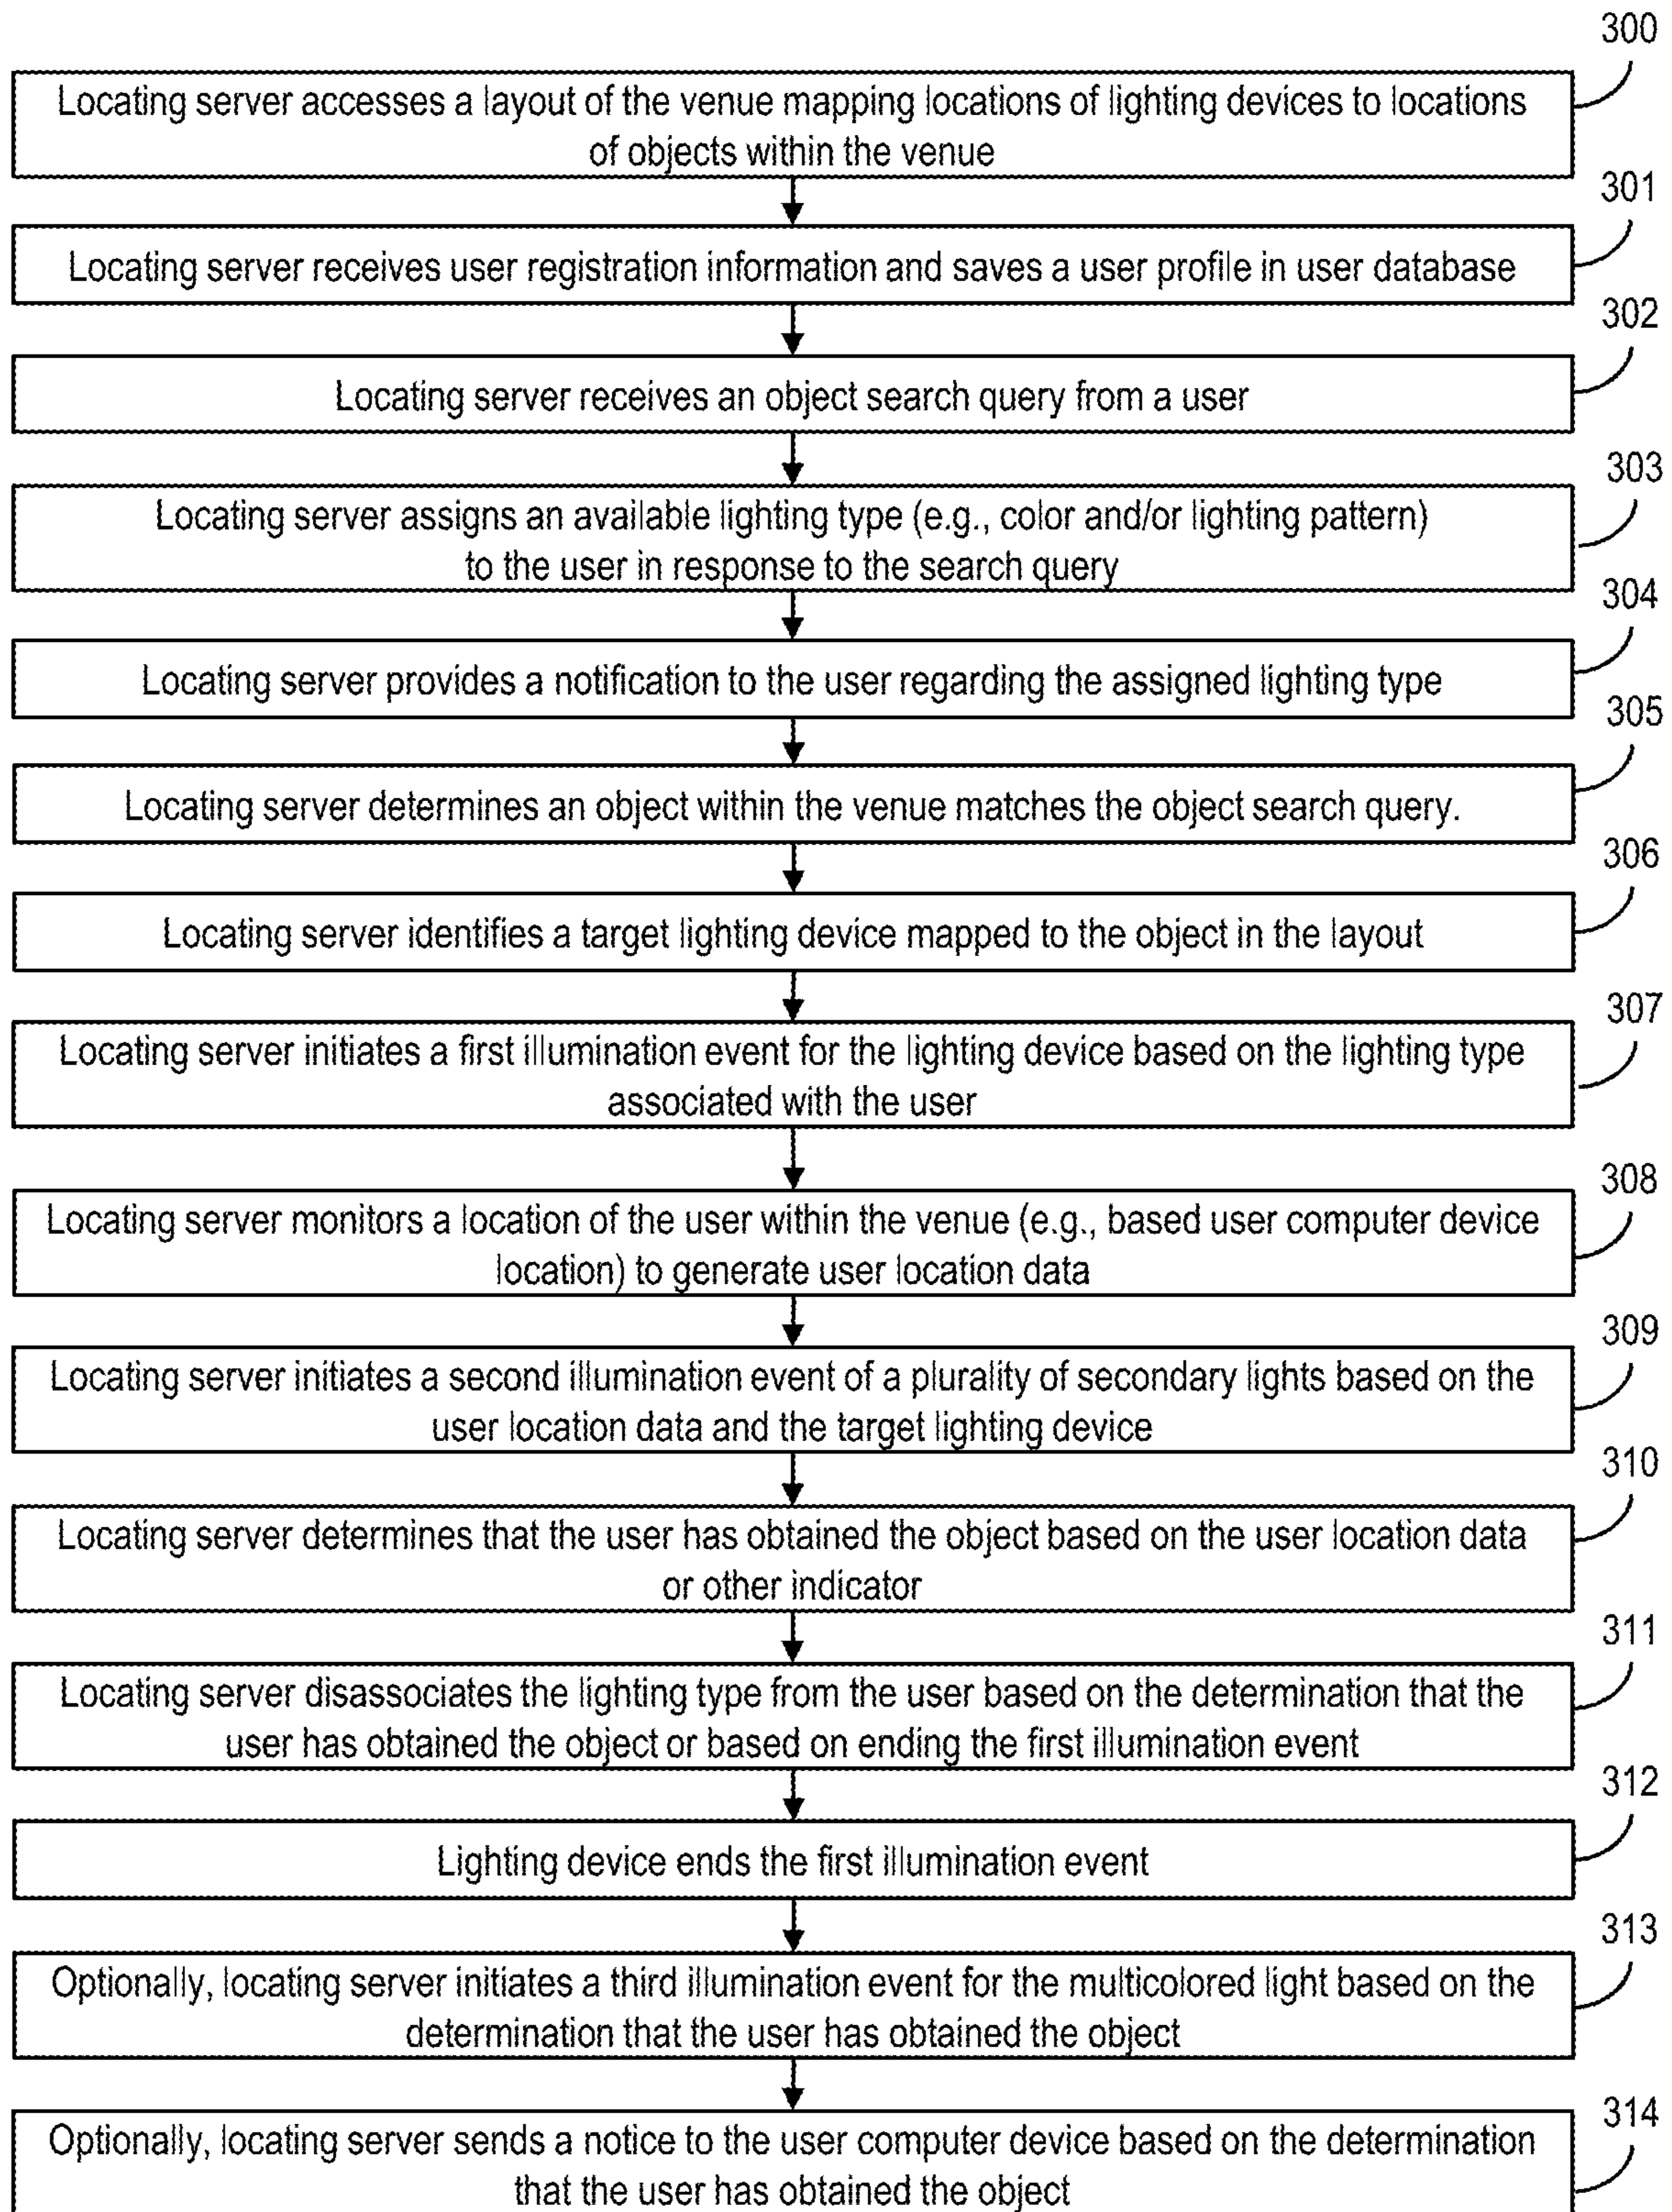 300
Locating server accesses a layout of the venue mapping locations of lighting devices to locations
of objects within the venue
301
Locating server receives user registration information and saves a user profile in user database
302
Locating server receives an object search query from a user
303
Locating server assigns an available lighting type (e.g., color and/or lighting pattern)
to the user in response to the search query
304
Locating server provides a notification to the user regarding the assigned lighting type
305
Locating server determines an object within the venue matches the object search query.
306
Locating server identifies a target lighting device mapped to the object in the layout
307
Locating server initiates a first illumination event for the lighting device based on the lighting type
associated with the user
308
Locating server monitors a location of the user within the venue (e.g., based user computer device
location) to generate user location data
309
Locating server initiates a second illumination event of a plurality of secondary lights based on the
user location data and the target lighting device
310
Locating server determines that the user has obtained the object based on the user location data
or other indicator
311
Locating server disassociates the lighting type from the user based on the determination that the
user has obtained the object or based on ending the first illumination event
312
Lighting device ends the first illumination event
313
Optionally, locating server initiates a third illumination event for the multicolored light based on the
determination that the user has obtained the object
314
Optionally, locating server sends a notice to the user computer device based on the determination
that the user has obtained the object